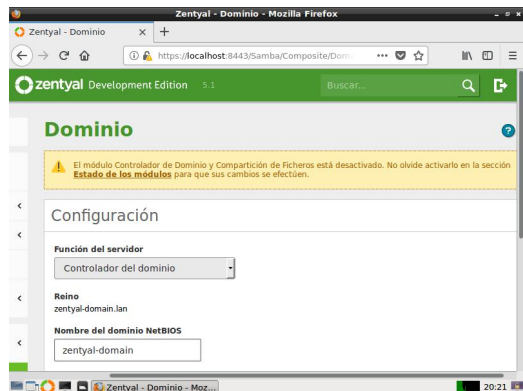 Zentyal - Dominio - Mozilla Firefox
Zentyal - Dominio
https://localhost:8443/Samba/Composite/Dom
zentyal Development Edition 5.1
Buscar...
Dominio
El módulo Controlador de Dominio y Compartición de Ficheros está desactivado. No olvide activarlo en la sección
Estado de los módulos para que sus cambios se efectúen.
Configuración
Función del servidor
Controlador del dominio
Reino
zentyal-domain.lan
Nombre del dominio NetBIOS
zentyal-domain
Zentyal - Dominio - Moz...
20:21